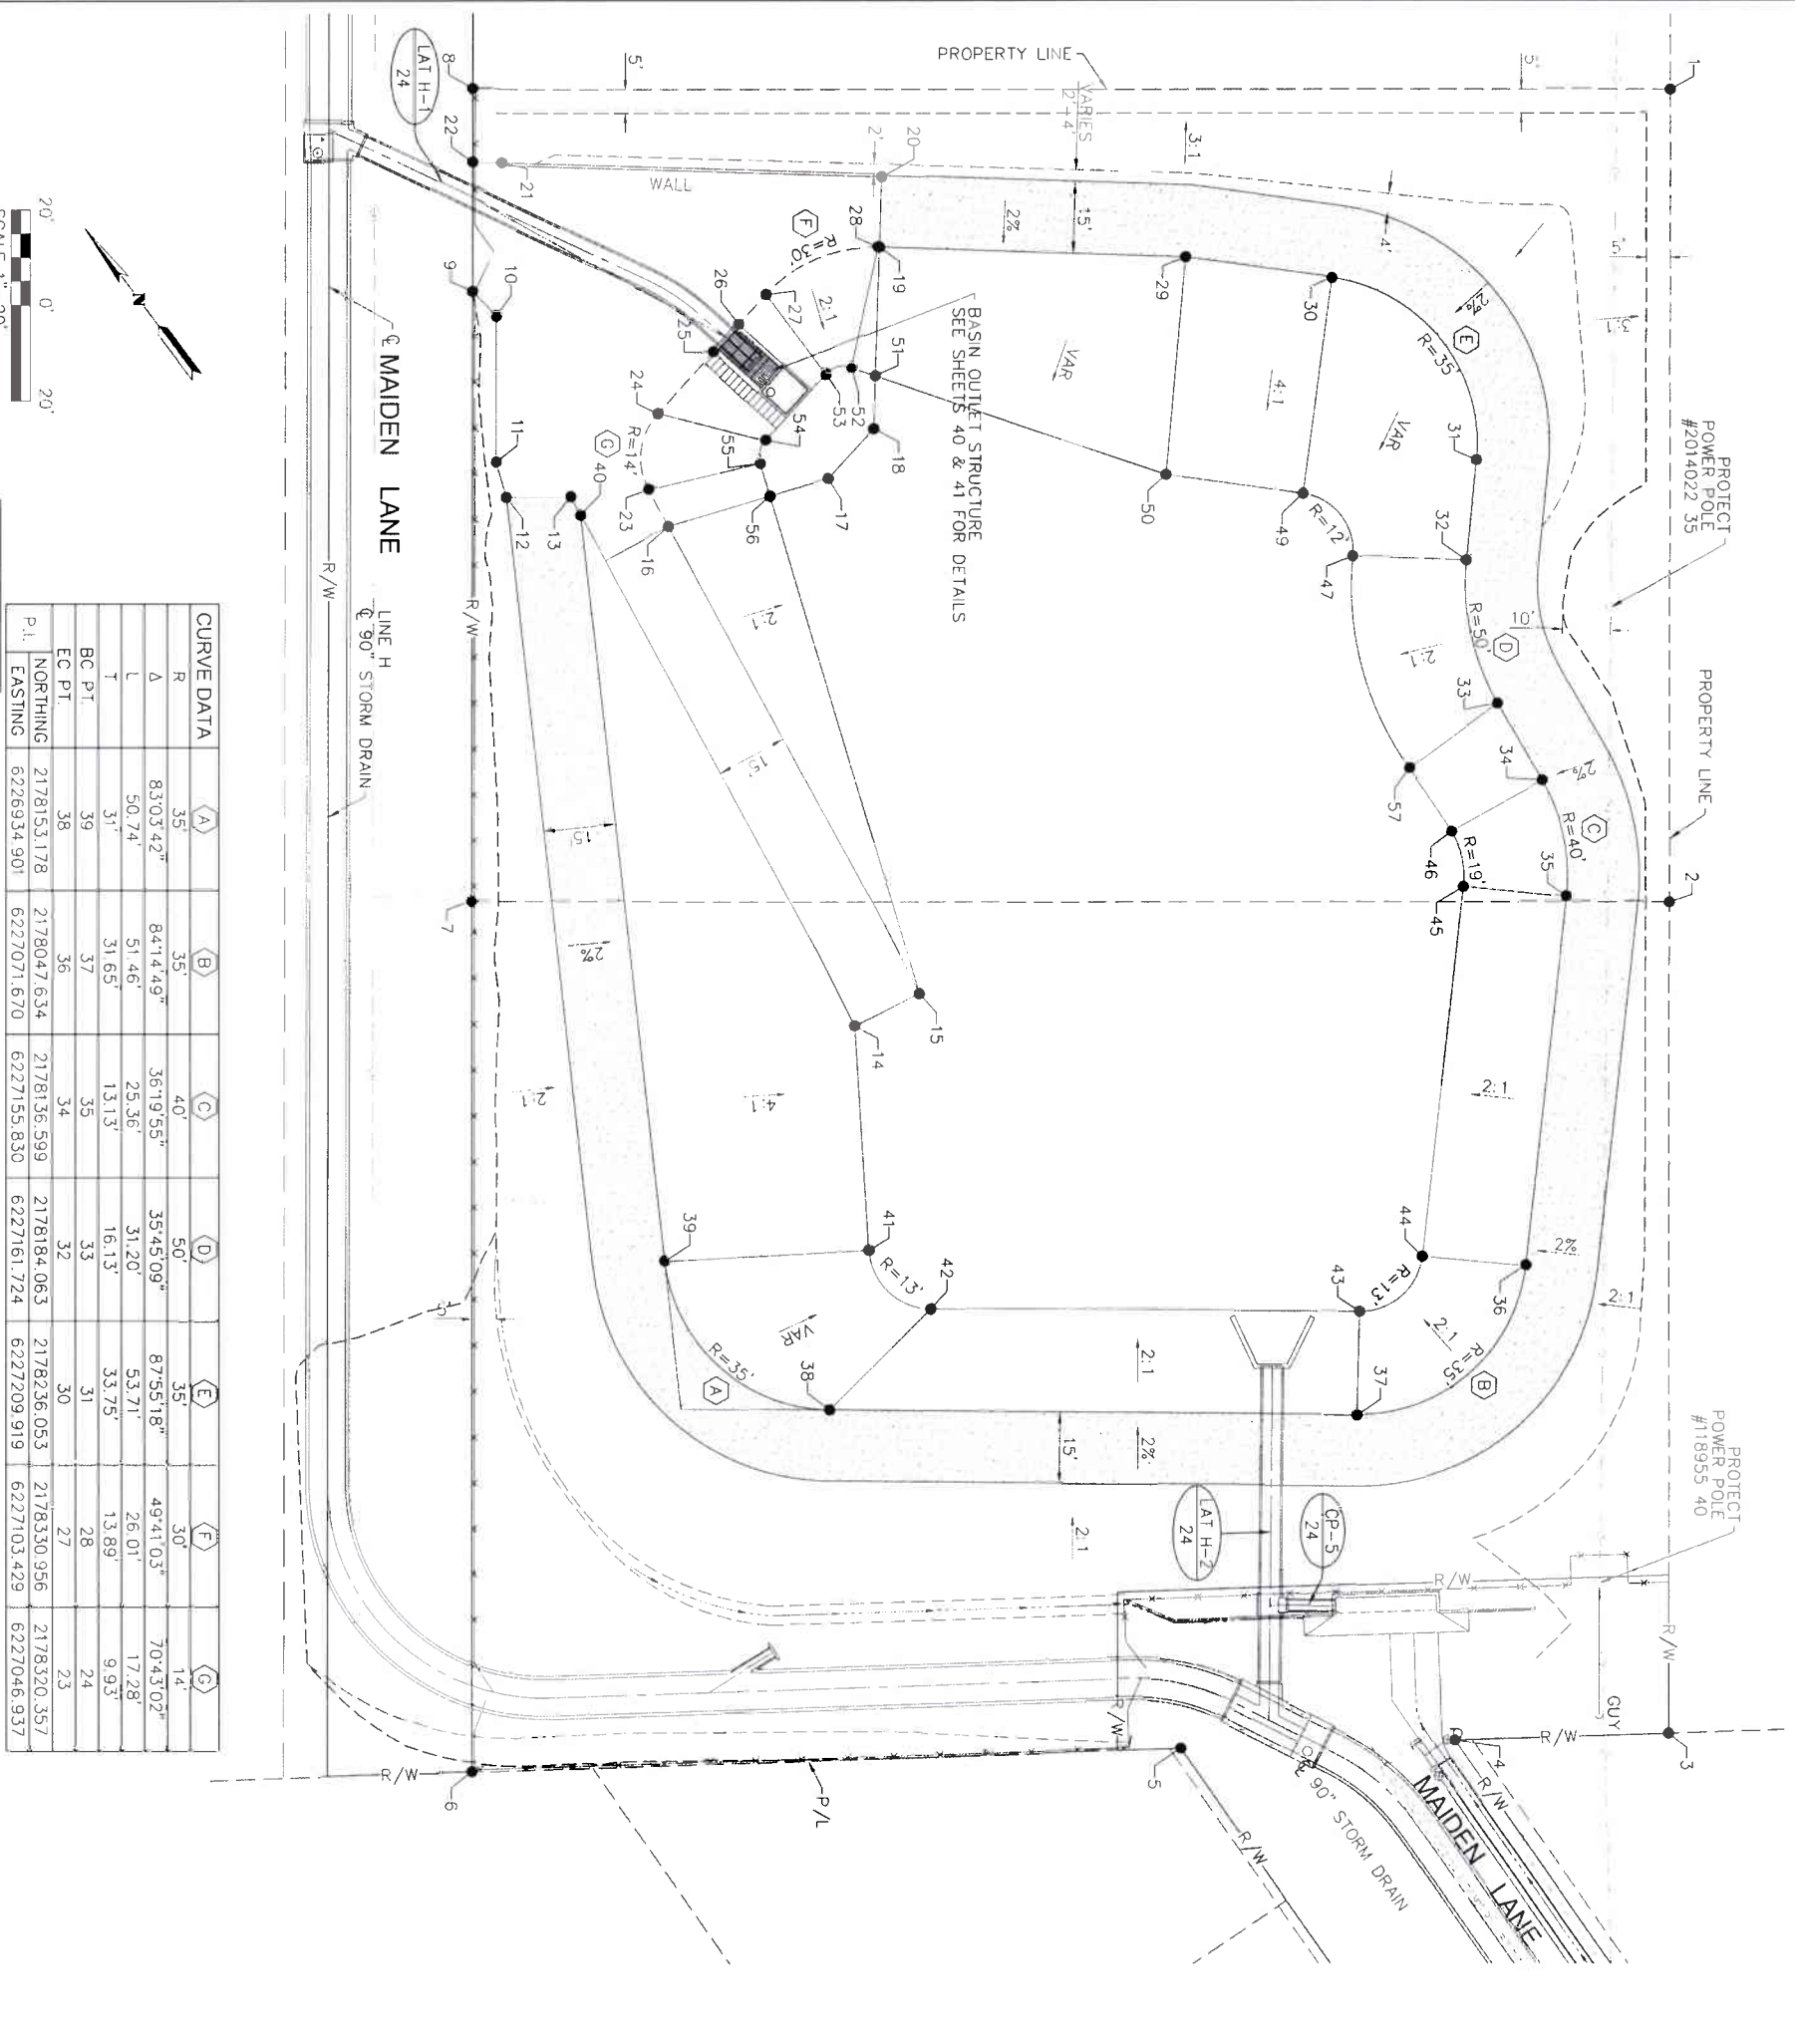 PROPERTY LINE
1
5'
5'
8
LAT H-1
24
22
21
WALL
2'
20
VARIES
2'-4'
3:1
15'
2%
28
F
R=30'
19
29
30
4'
5'
2%
E
R=35'
3:1
PROTECT
POWER POLE
#2014022 35
9
10
26
27
2:1
25
24
53
52
51
BASIN OUTLET STRUCTURE
SEE SHEETS 40 & 41 FOR DETAILS
VAR
4:1
VAR
31
32
11
G
R=14'
40
54
55
18
17
50
49
R=12'
47
12
13
23
16
56
℄ MAIDEN LANE
R/W
R/W
LINE H
℄ 90" STORM DRAIN
2:1
15'
2:1
R=50'
D
10'
33
34
2%
PROPERTY LINE
57
46
R=19'
45
C
R=40'
35
2
15'
7
2%
15
14
2:1
4:1
2:1
39
41
R=13'
42
43
R=13'
44
36
2%
2:1
5'
VAR
R=35'
A
38
2:1
2:1
R=35'
B
37
15'
2%
2:1
LAT H-2
24
CP-5
24
PROTECT
POWER POLE
#118955 40
R/W
R/W
GUY
R/W
R/W
R/W
3
4
5
6
R/W
P/L
R/W
℄ 90" STORM DRAIN
MAIDEN LANE
N
20' 0' 20'
SCALE 1"=20'
CURVE DATA A B C D E F G
R 35' 35' 40' 50' 35' 30' 14'
Δ 83°03'42" 84°14'49" 36°19'55" 35°45'09" 87°55'18" 49°41'03" 70°43'02"
L 50.74' 51.46' 25.36' 31.20' 53.71' 26.01' 17.28'
T 31' 31.65' 13.13' 16.13' 33.75' 13.89' 9.93'
BC PT. 39 37 35 33 31 28 24
EC PT. 38 36 34 32 30 27 23
P.I. NORTHING 2178153.178 2178047.634 2178136.599 2178184.063 2178236.053 2178330.956 2178320.357
EASTING 6226934.901 6227071.670 6227155.830 6227161.724 6227209.919 6227103.429 6227046.937